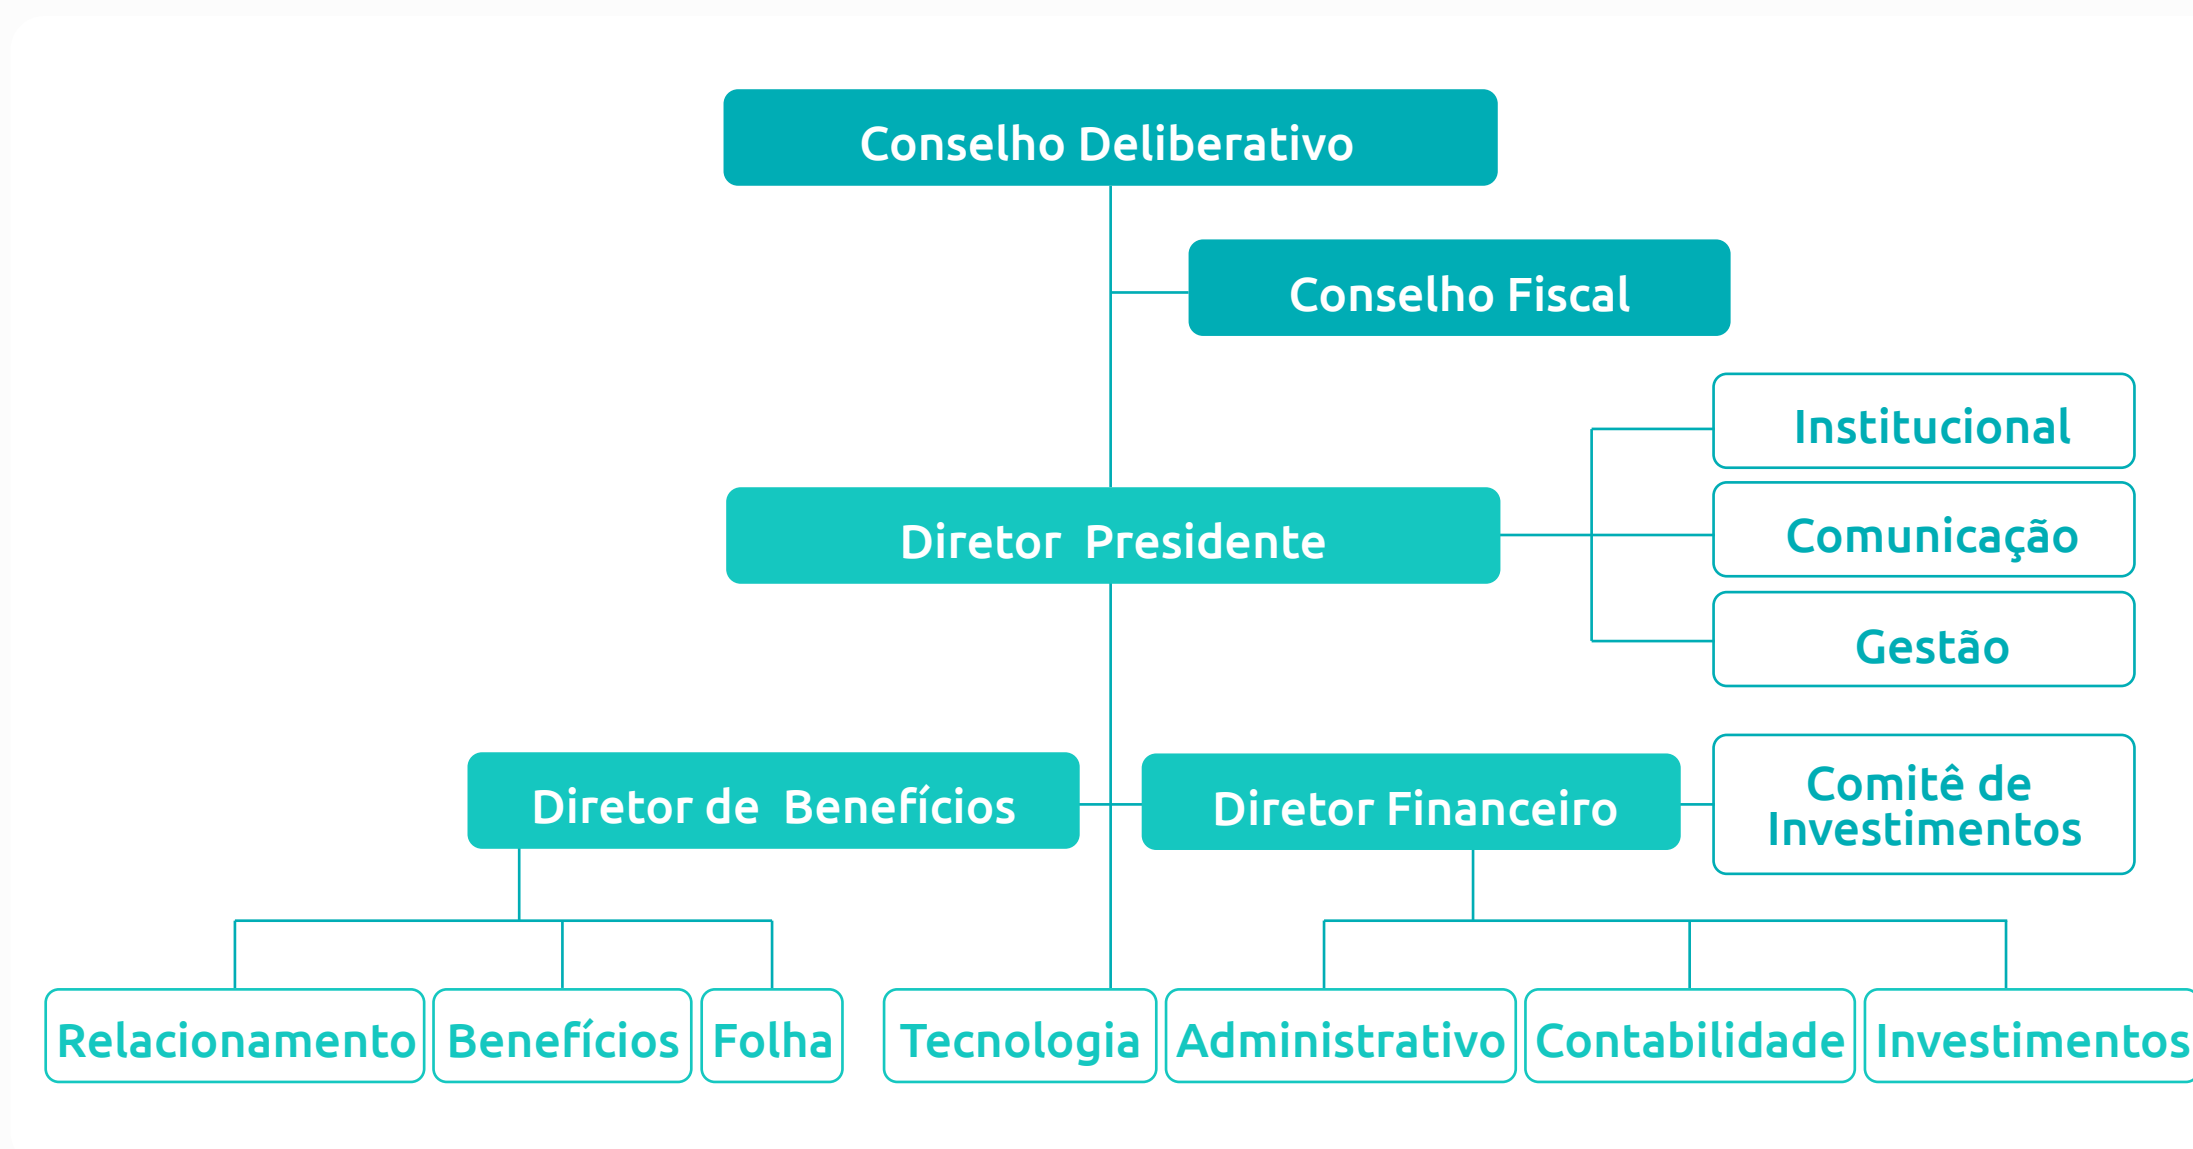 Conselho Deliberativo
Conselho Fiscal
Institucional
Comunicação
Gestão
Diretor Presidente
Diretor de Benefícios
Diretor Financeiro
Comitê de
Investimentos
Relacionamento
Benefícios
Folha
Tecnologia
Administrativo
Contabilidade
Investimentos